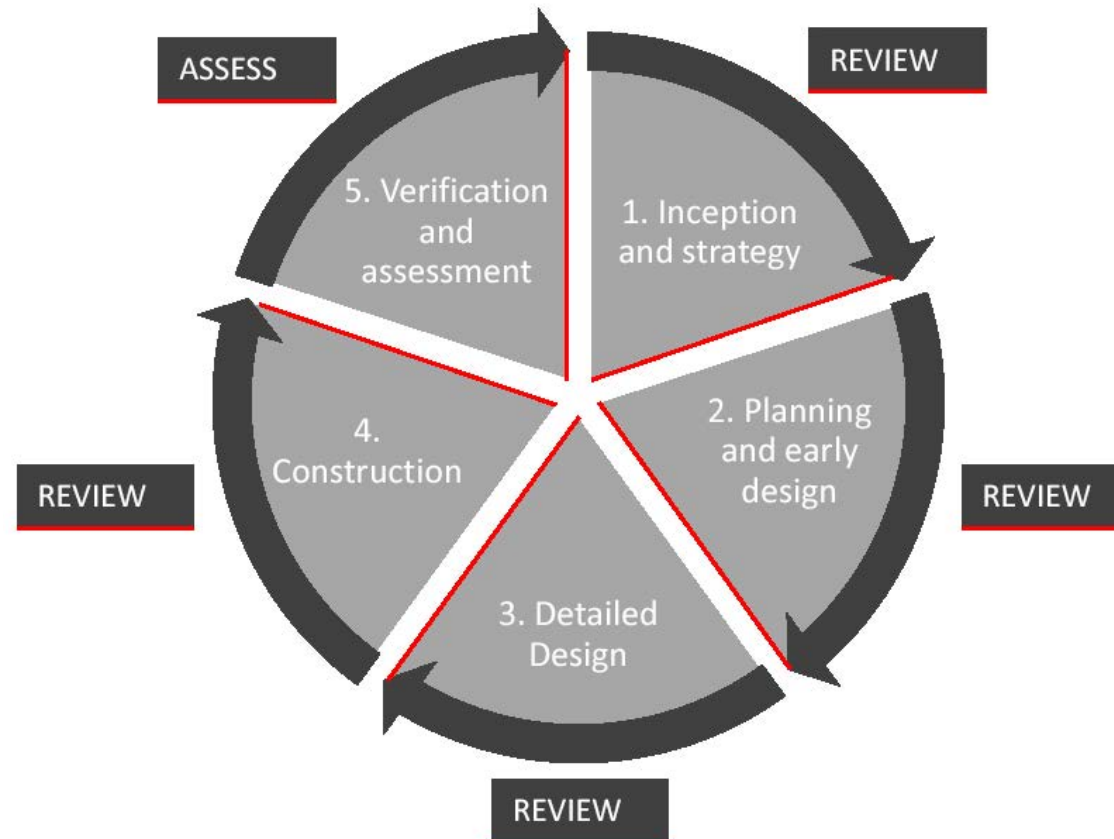 ASSESS
REVIEW
5. Verification
and
assessment
1. Inception
and strategy
4.
Construction
2. Planning
and early
design
REVIEW
REVIEW
3. Detailed
Design
REVIEW